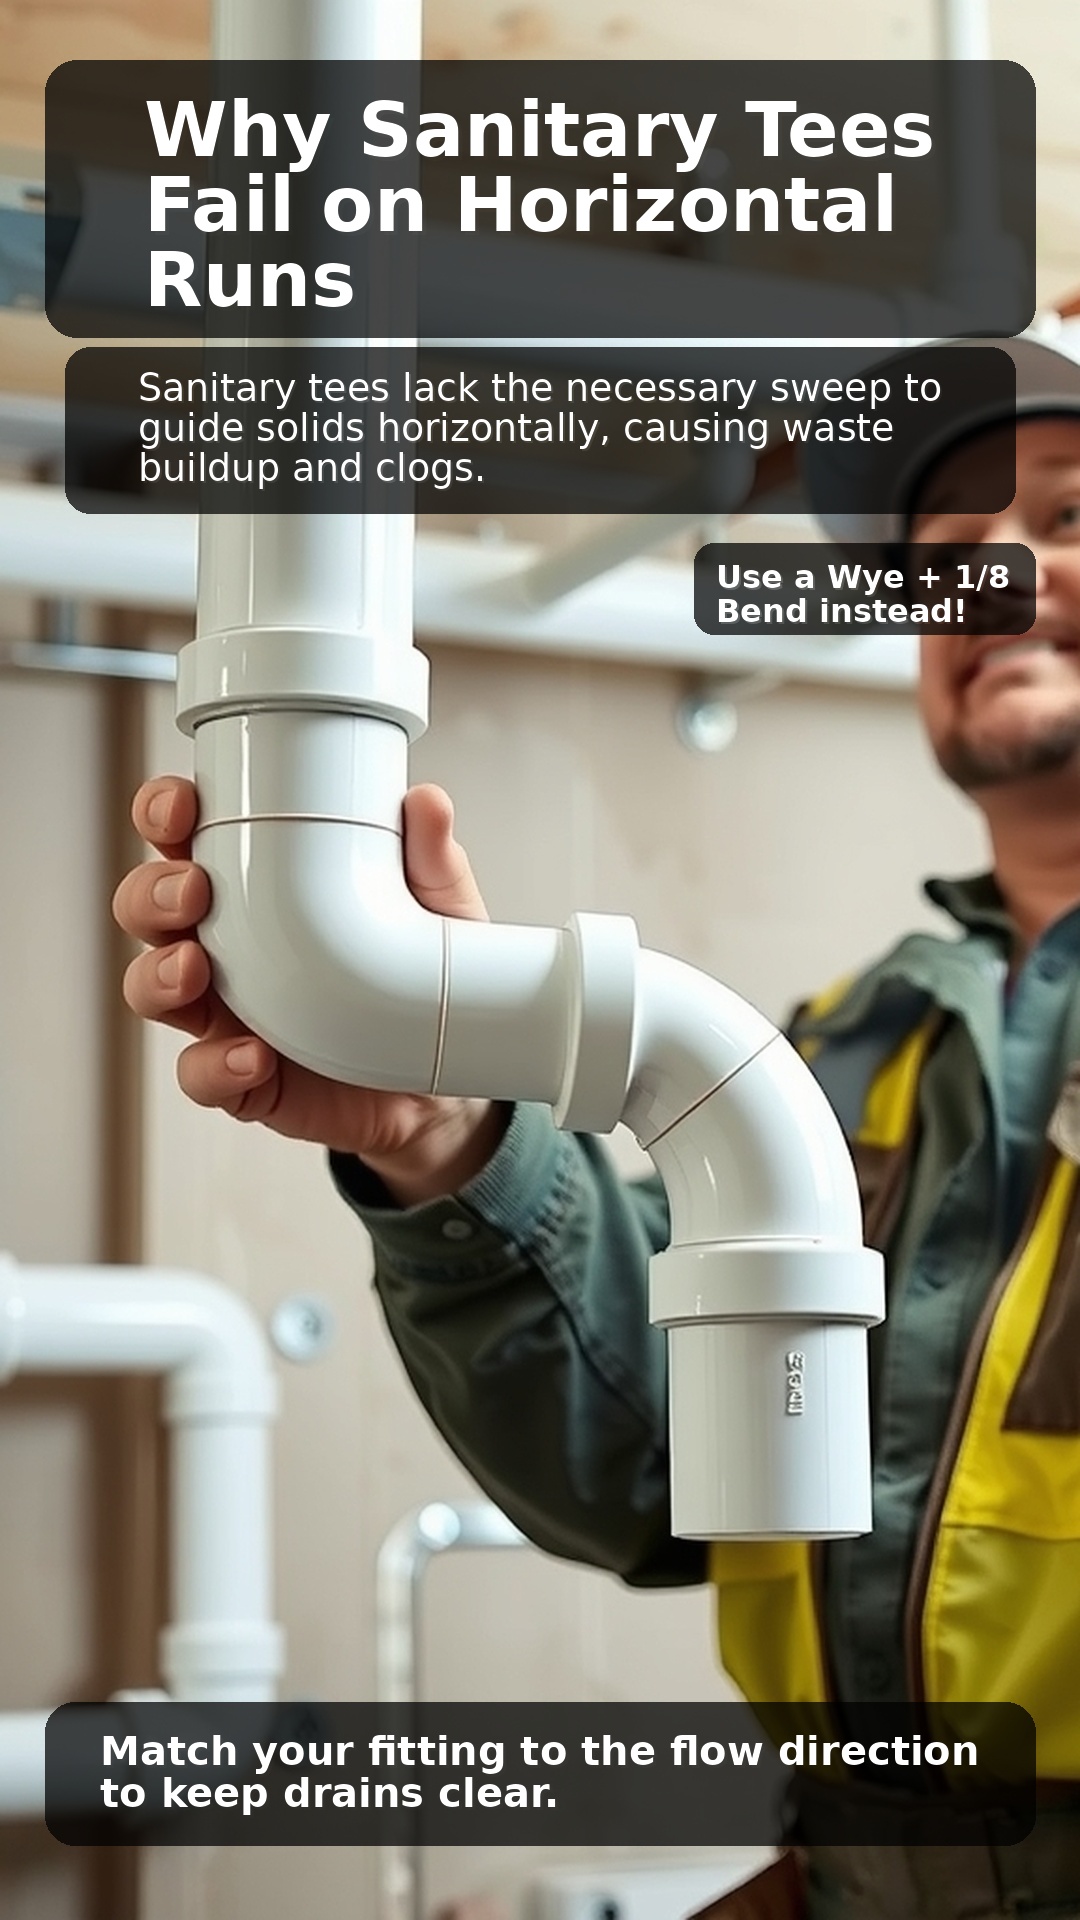 Why Sanitary Tees
Fail on Horizontal
Runs
Sanitary tees lack the necessary sweep to
guide solids horizontally, causing waste
buildup and clogs.
Use a Wye + 1/8
Bend instead!
Match your fitting to the flow direction
to keep drains clear.